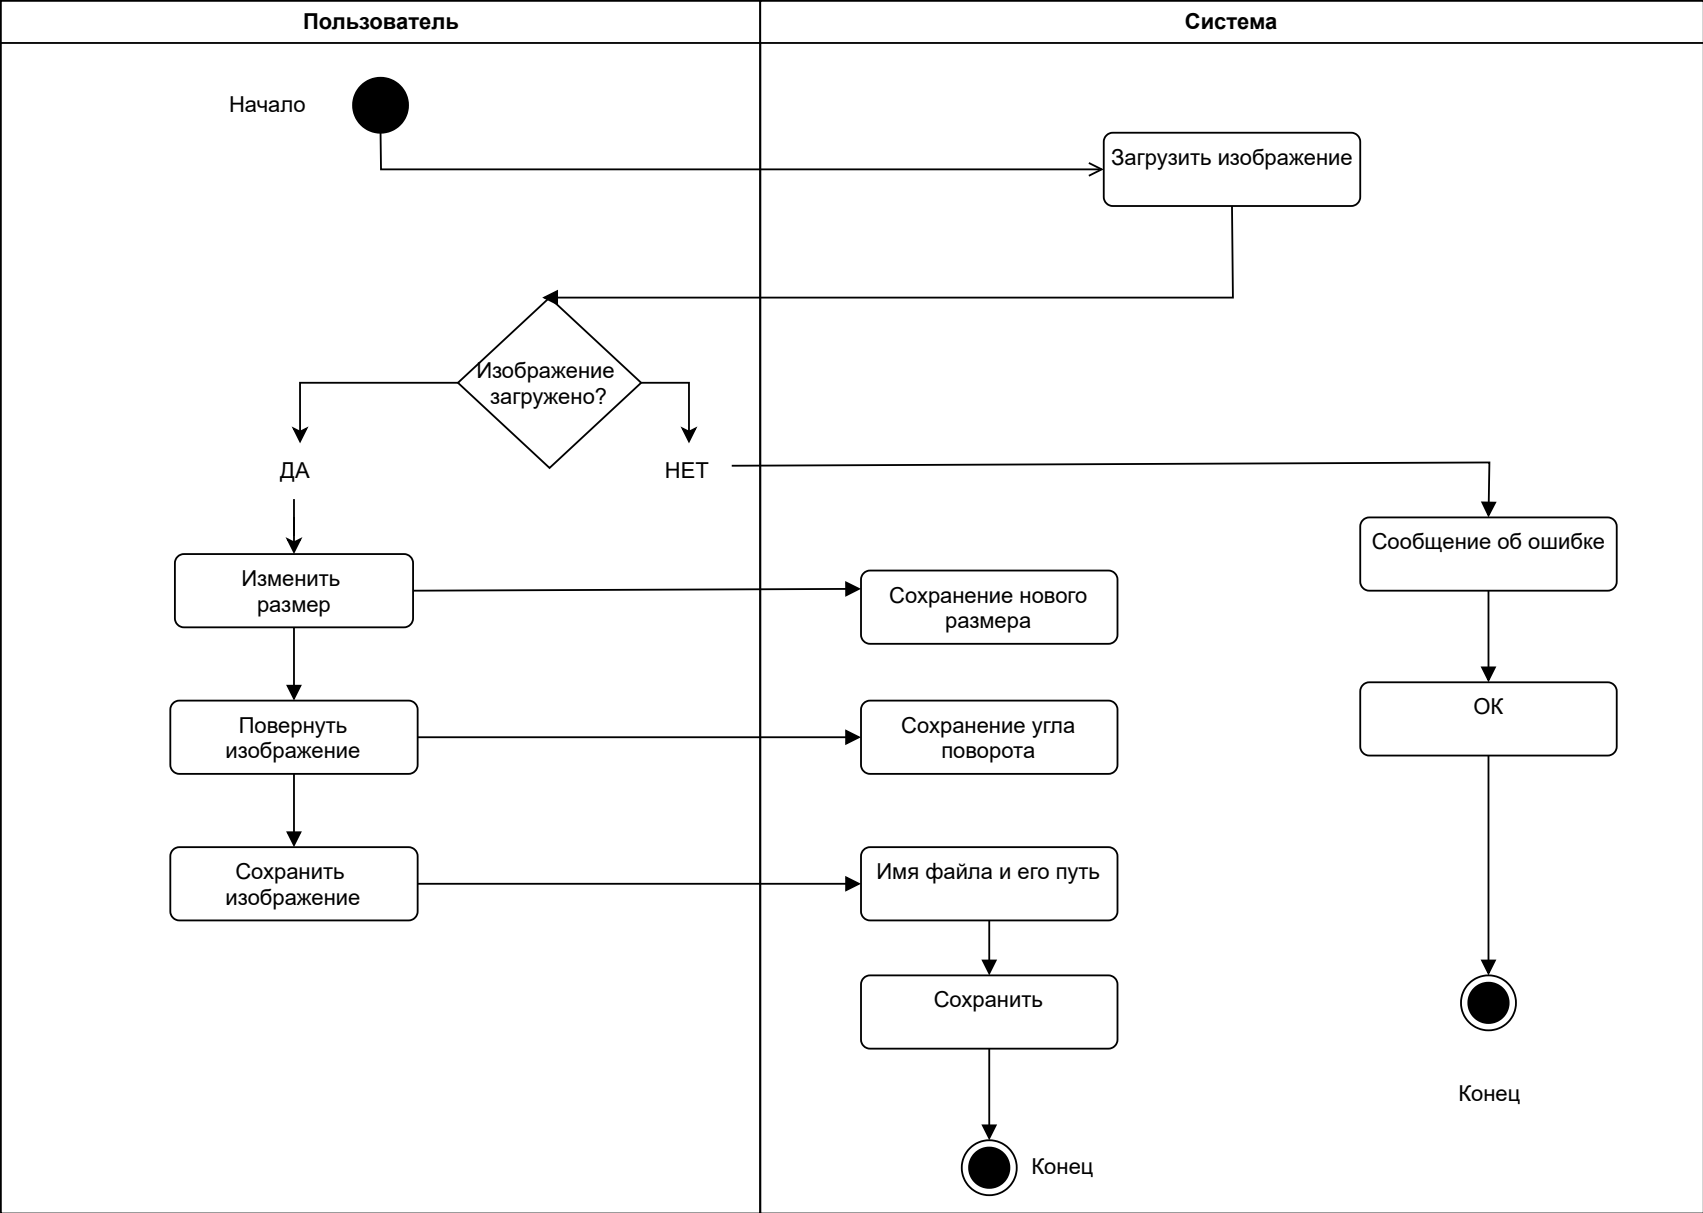 Пользователь
Система
Начало
Загрузить изображение
Изображение
загружено?
ДА
НЕТ
Сообщение об ошибке
Изменить
размер
Сохранение нового
размера
Повернуть
изображение
Сохранение угла
поворота
ОК
Сохранить
изображение
Имя файла и его путь
Сохранить
Конец
Конец